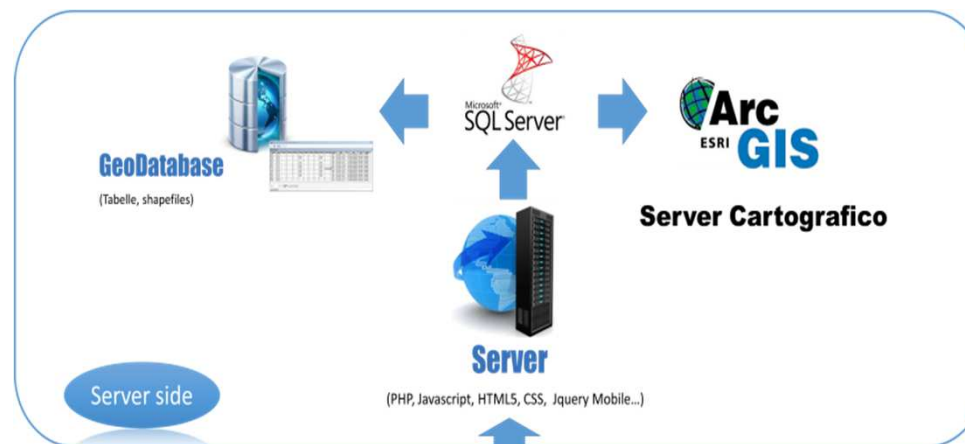 Microsoft®
SQL Server®
Arc
ESRI
GIS
GeoDatabase
(Tabelle, shapefiles)
Server Cartografico
Server
(PHP, Javascript, HTML5, CSS, Jquery Mobile...)
Server side